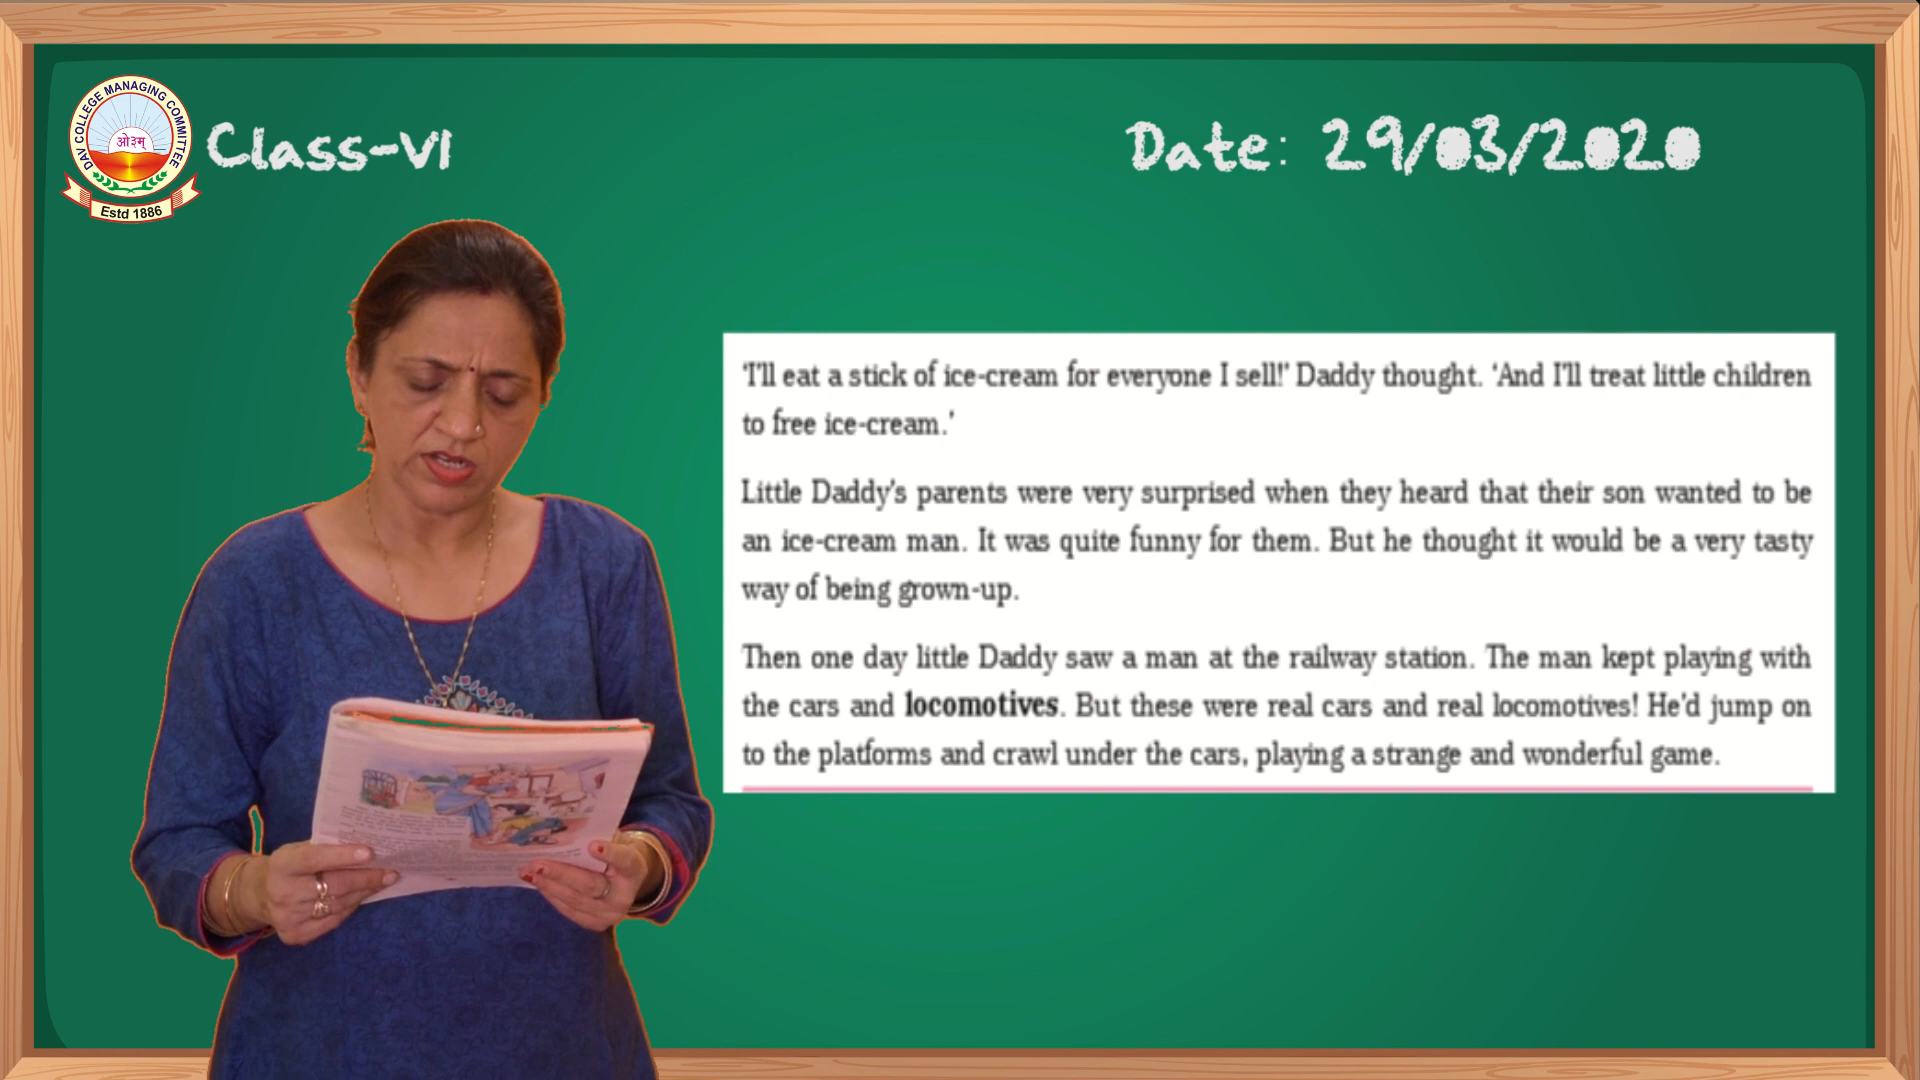 DAV COLLEGE MANAGING COMMITTEE
ओ३म्
Estd 1886
Class-VI
Date: 29/03/2020
'I'll eat a stick of ice-cream for everyone I sell!' Daddy thought. 'And I'll treat little children
to free ice-cream.'
Little Daddy's parents were very surprised when they heard that their son wanted to be
an ice-cream man. It was quite funny for them. But he thought it would be a very tasty
way of being grown-up.
Then one day little Daddy saw a man at the railway station. The man kept playing with
the cars and locomotives. But these were real cars and real locomotives! He'd jump on
to the platforms and crawl under the cars, playing a strange and wonderful game.